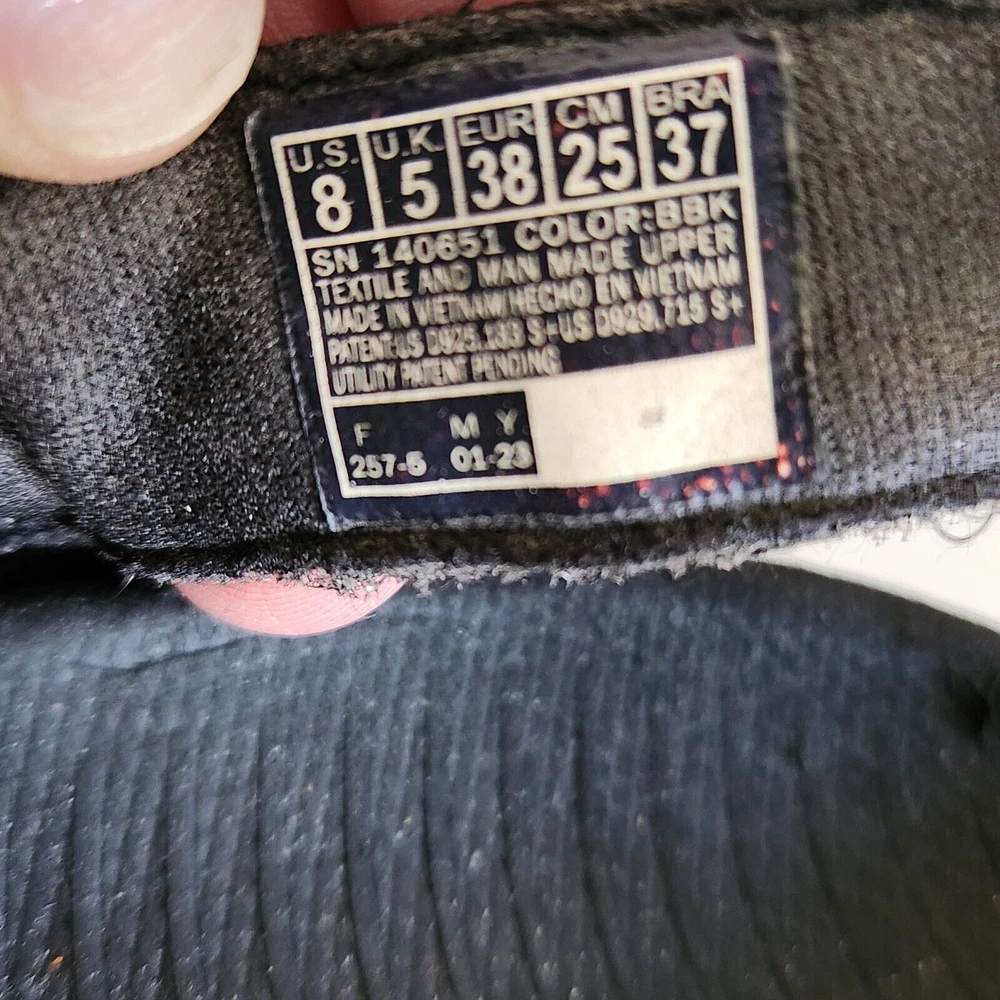 U.S. U.K. EUR CM BRA
8 5 38 25 37
SN 140651 COLOR:BBK
TEXTILE AND MAN MADE UPPER
MADE IN VIETNAM/HECHO EN VIETNAM
PATENT:US D925,183 S+US D929,715 S+
UTILITY PATENT PENDING
F M Y
257-5 01-23